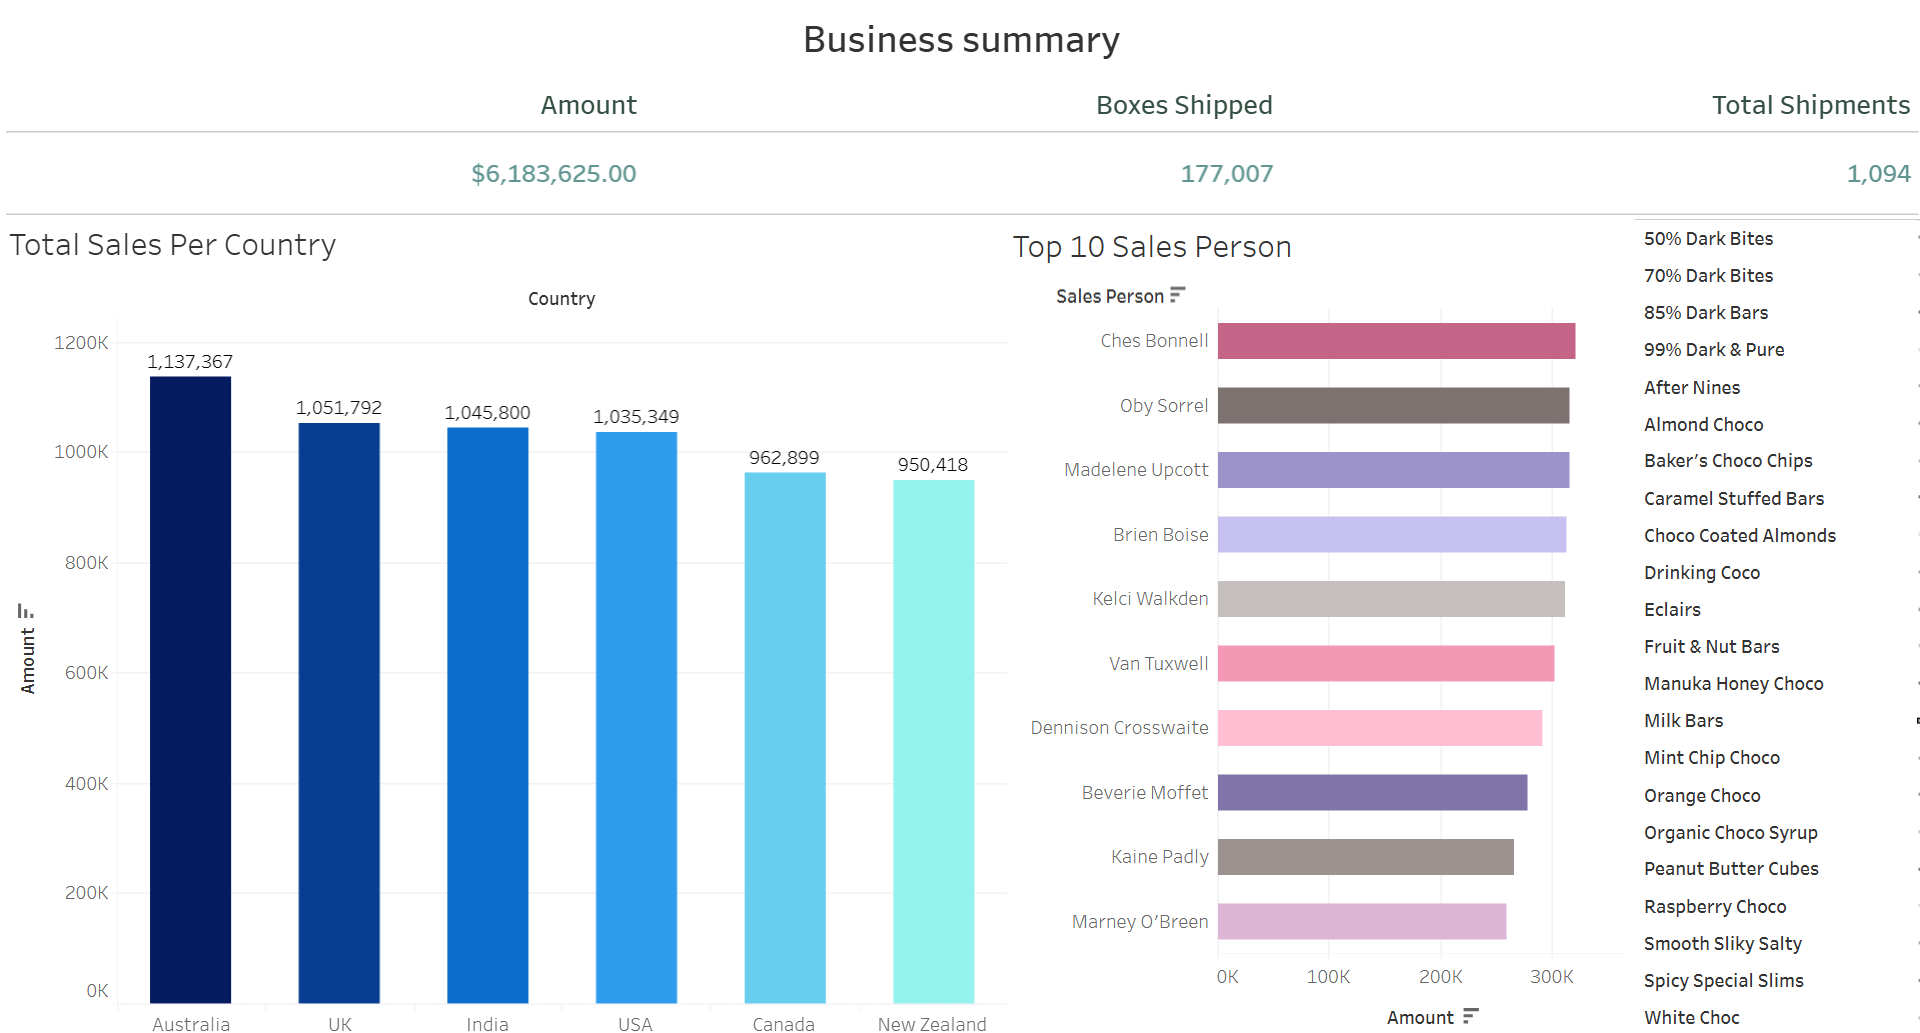 Business summary
Amount Boxes Shipped Total Shipments
$6,183,625.00 177,007 1,094
Total Sales Per Country
Country
Amount
1200K
1000K
800K
600K
400K
200K
0K
1,137,367
1,051,792
1,045,800
1,035,349
962,899
950,418
Australia UK India USA Canada New Zealand
Top 10 Sales Person
Sales Person
Ches Bonnell
Oby Sorrel
Madelene Upcott
Brien Boise
Kelci Walkden
Van Tuxwell
Dennison Crosswaite
Beverie Moffet
Kaine Padly
Marney O’Breen
0K 100K 200K 300K
Amount
50% Dark Bites
70% Dark Bites
85% Dark Bars
99% Dark & Pure
After Nines
Almond Choco
Baker’s Choco Chips
Caramel Stuffed Bars
Choco Coated Almonds
Drinking Coco
Eclairs
Fruit & Nut Bars
Manuka Honey Choco
Milk Bars
Mint Chip Choco
Orange Choco
Organic Choco Syrup
Peanut Butter Cubes
Raspberry Choco
Smooth Sliky Salty
Spicy Special Slims
White Choc